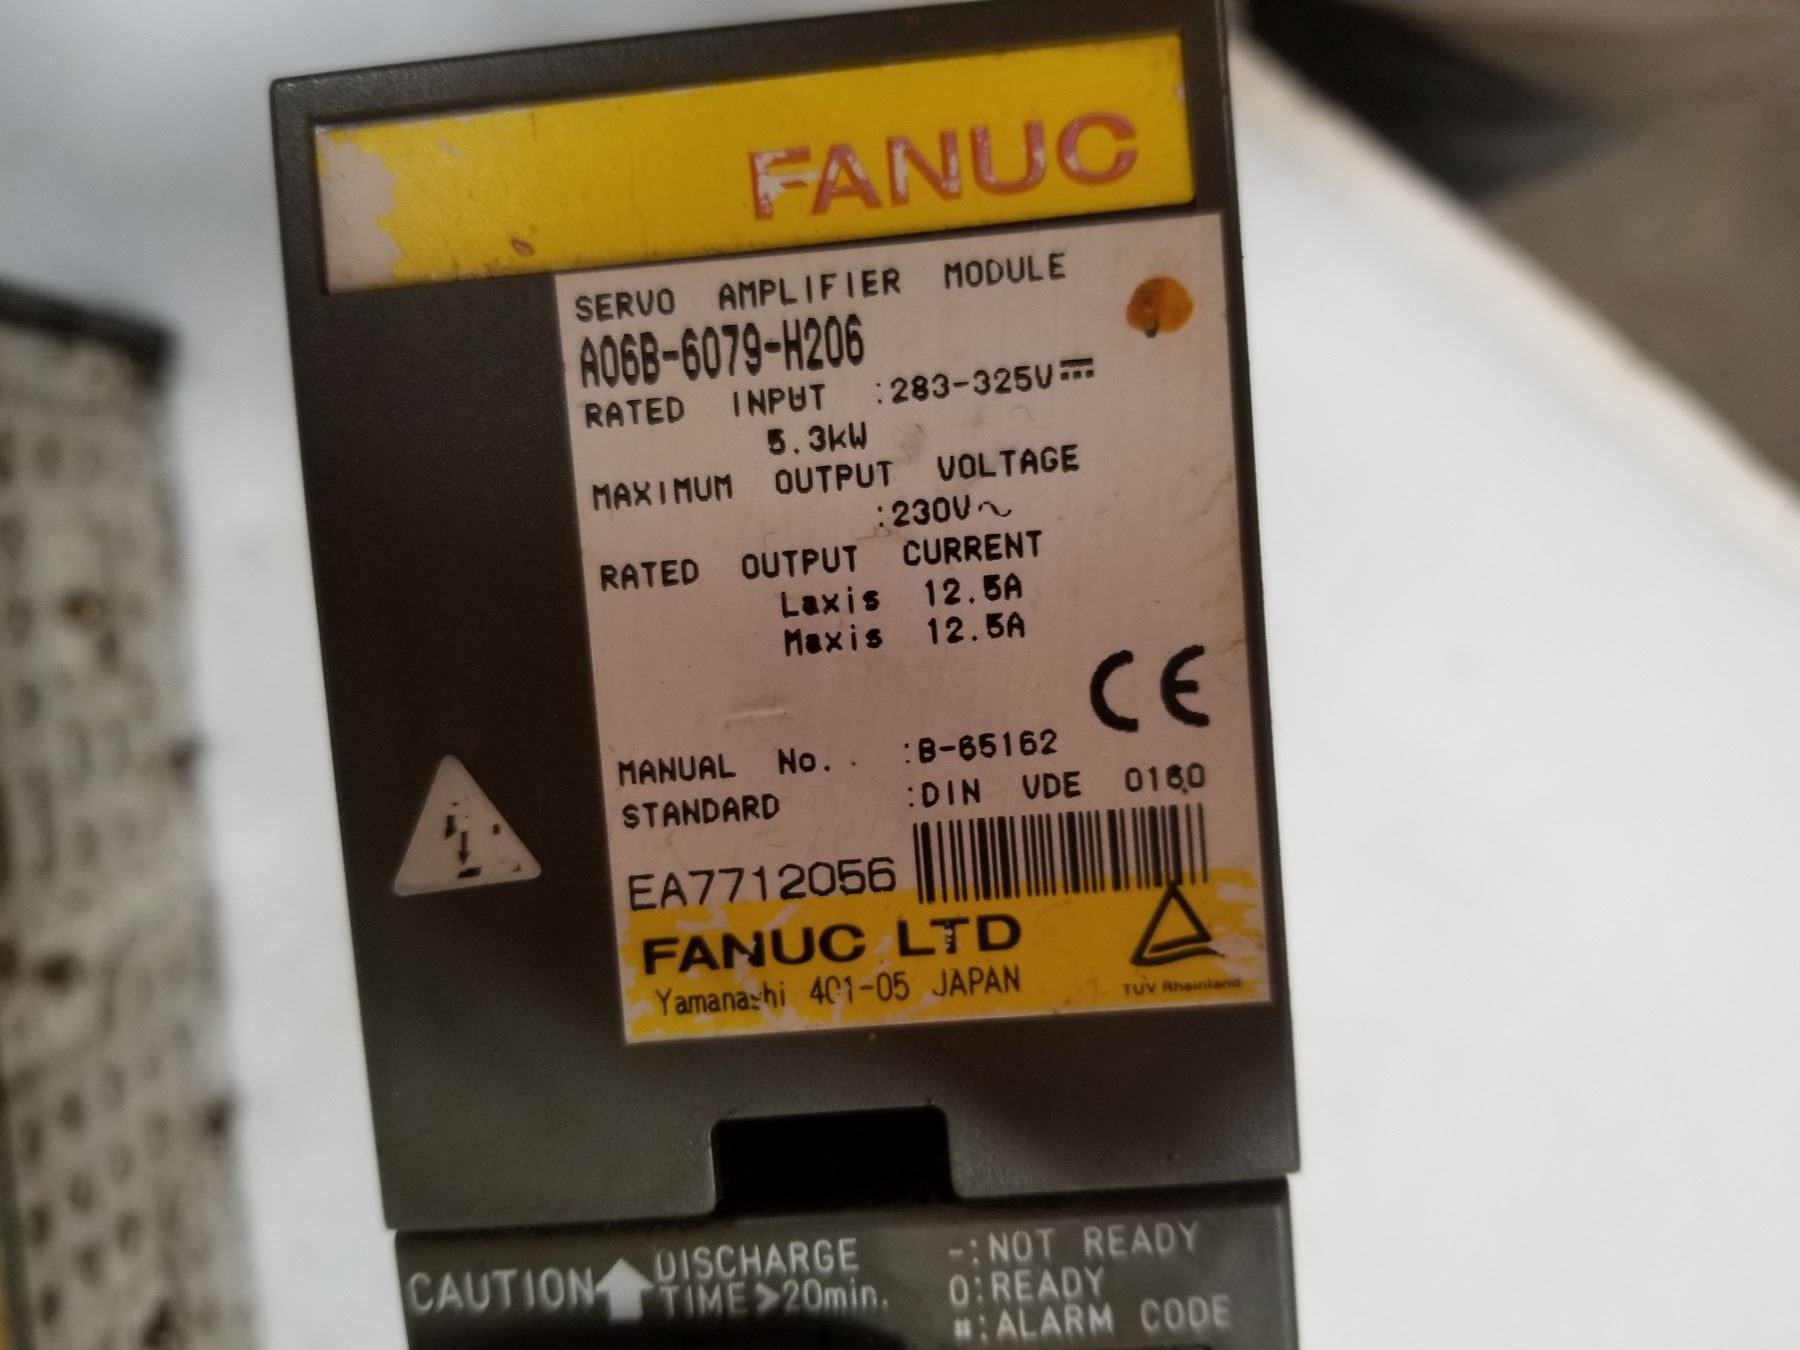 FANUC
SERVO AMPLIFIER MODULE
A06B-6079-H206
RATED INPUT :283-325V⎓
5.3kW
MAXIMUM OUTPUT VOLTAGE
:230V~
RATED OUTPUT CURRENT
Laxis 12.5A
Maxis 12.5A
CE
MANUAL No.. :B-65162
STANDARD :DIN VDE 0160
EA7712056
FANUC LTD
Yamanashi 401-05 JAPAN
TUV Rheinland
CAUTION DISCHARGE TIME>20min.
-:NOT READY
0:READY
#:ALARM CODE